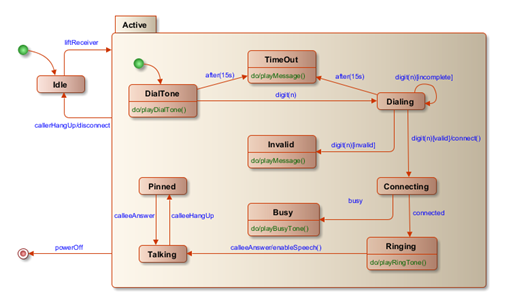 Active
liftReceiver
Idle
callerHangUp/disconnect
DialTone
do/playDialTone()
after(15s)
TimeOut
do/playMessage()
after(15s)
digit(n)[incomplete]
digit(n)
Dialing
Invalid
do/playMessage()
digit(n)[invalid]
digit(n)[valid]/connect()
Pinned
Connecting
busy
Busy
do/playBusyTone()
connected
calleeAnswer
calleeHangUp
Talking
calleeAnswer/enableSpeech()
Ringing
do/playRingTone()
powerOff